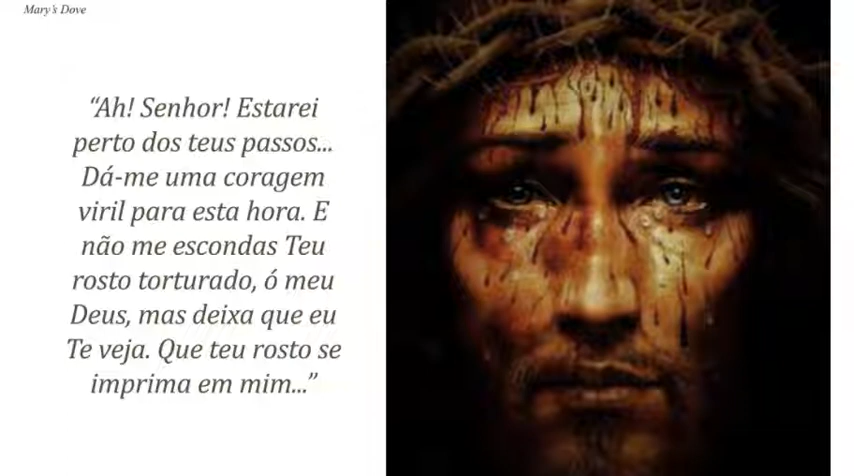 Mary's Dove
“Ah! Senhor! Estarei
perto dos teus passos...
Dá-me uma coragem
viril para esta hora. E
não me escondas Teu
rosto torturado, ó meu
Deus, mas deixa que eu
Te veja. Que teu rosto se
imprima em mim...”